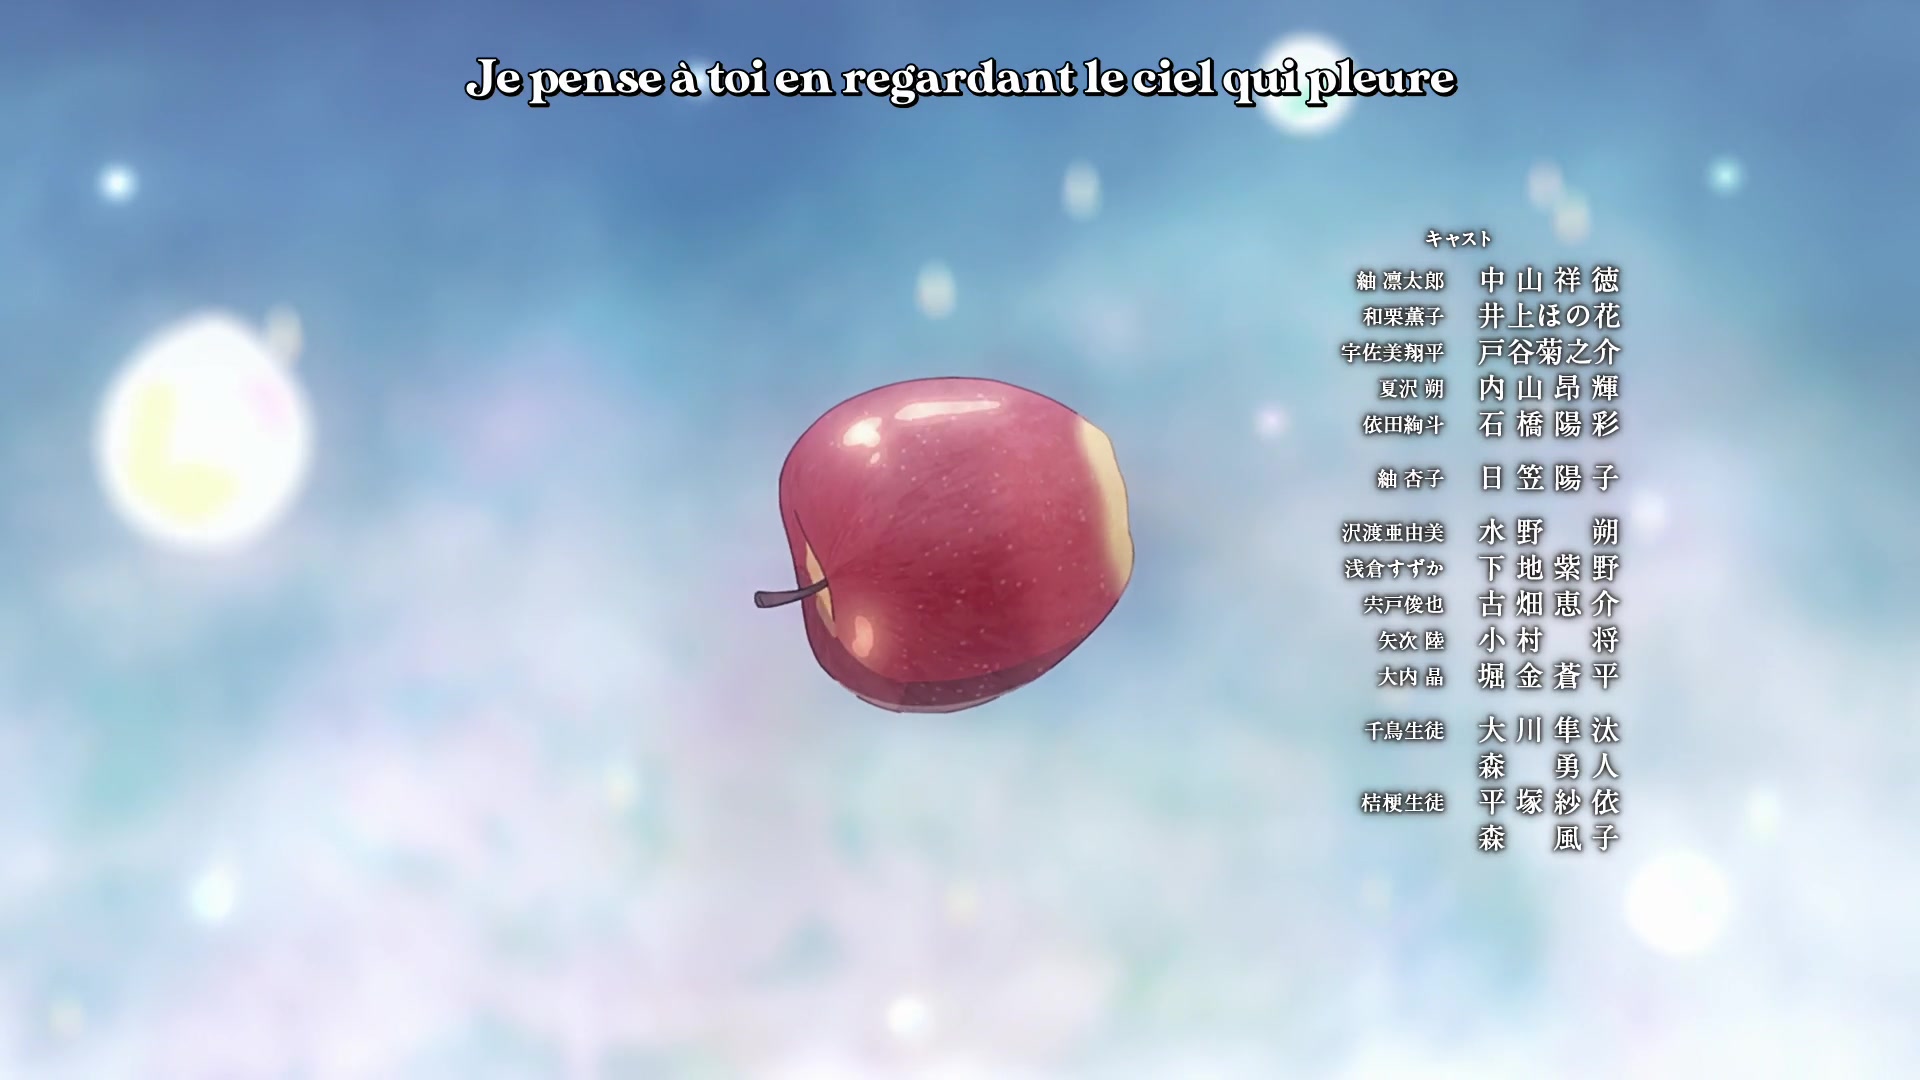 Je pense à toi en regardant le ciel qui pleure
キャスト
紬 凛太郎 中山祥徳
和栗薫子 井上ほの花
宇佐美翔平 戸谷菊之介
夏沢 朔 内山昂輝
依田絢斗 石橋陽彩
紬 杏子 日笠陽子
沢渡亜由美 水野 朔
浅倉すずか 下地紫野
宍戸俊也 古畑恵介
矢次 陸 小村 将
大内 晶 堀金蒼平
千鳥生徒 大川隼汰
森 勇人
桔梗生徒 平塚紗依
森 風子